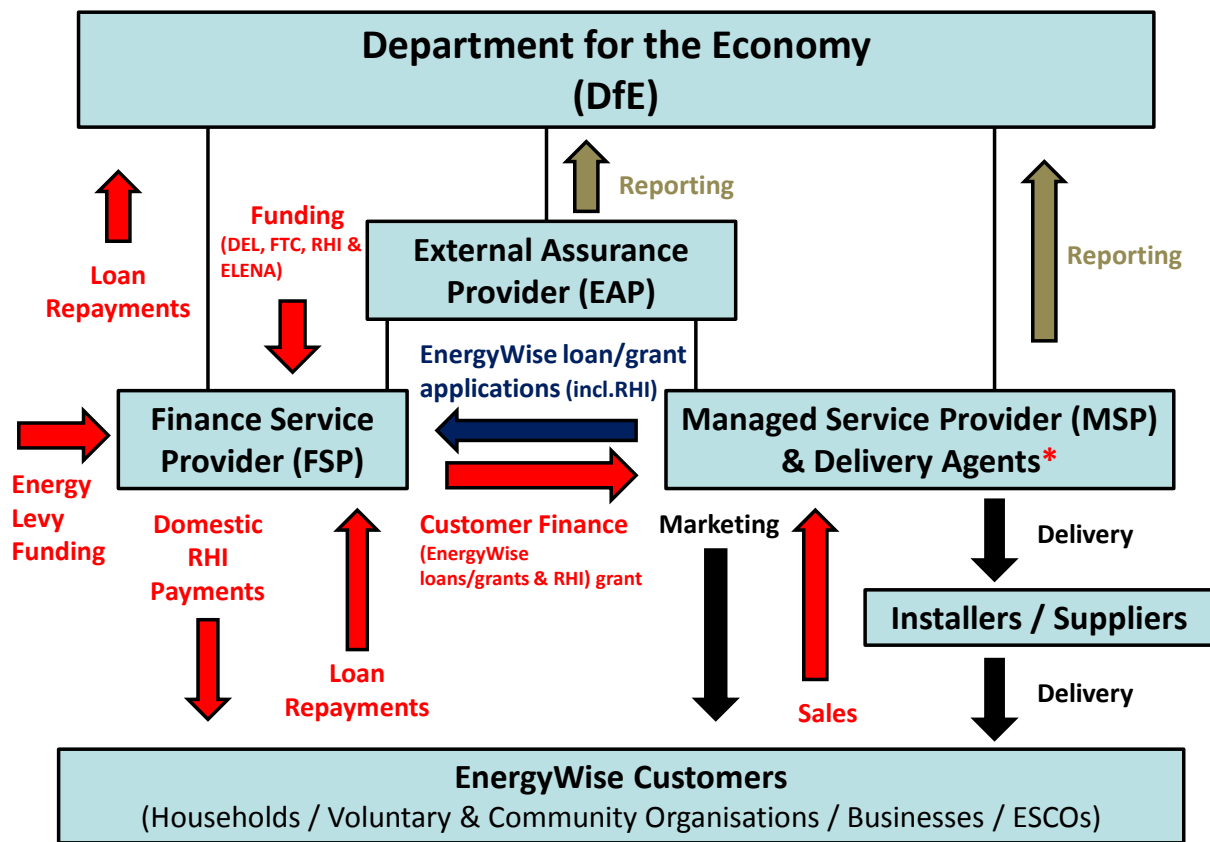 Department for the Economy
(DfE)
Reporting
Funding
(DEL, FTC, RHI &
ELENA)
External Assurance
Provider (EAP)
Reporting
Loan
Repayments
EnergyWise loan/grant
applications (incl.RHI)
Finance Service
Provider (FSP)
Managed Service Provider (MSP)
& Delivery Agents*
Energy
Levy
Funding
Domestic
RHI
Payments
Customer Finance
(EnergyWise
loans/grants & RHI) grant
Marketing
Delivery
Installers / Suppliers
Loan
Repayments
Sales
Delivery
EnergyWise Customers
(Households / Voluntary & Community Organisations / Businesses / ESCOs)